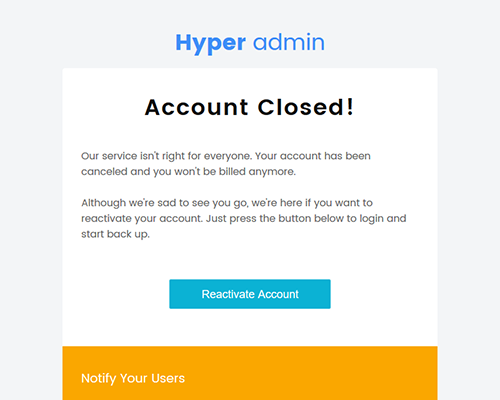 Hyper admin
Account Closed!
Our service isn't right for everyone. Your account has been
canceled and you won't be billed anymore.
Although we're sad to see you go, we're here if you want to
reactivate your account. Just press the button below to login and
start back up.
Reactivate Account
Notify Your Users